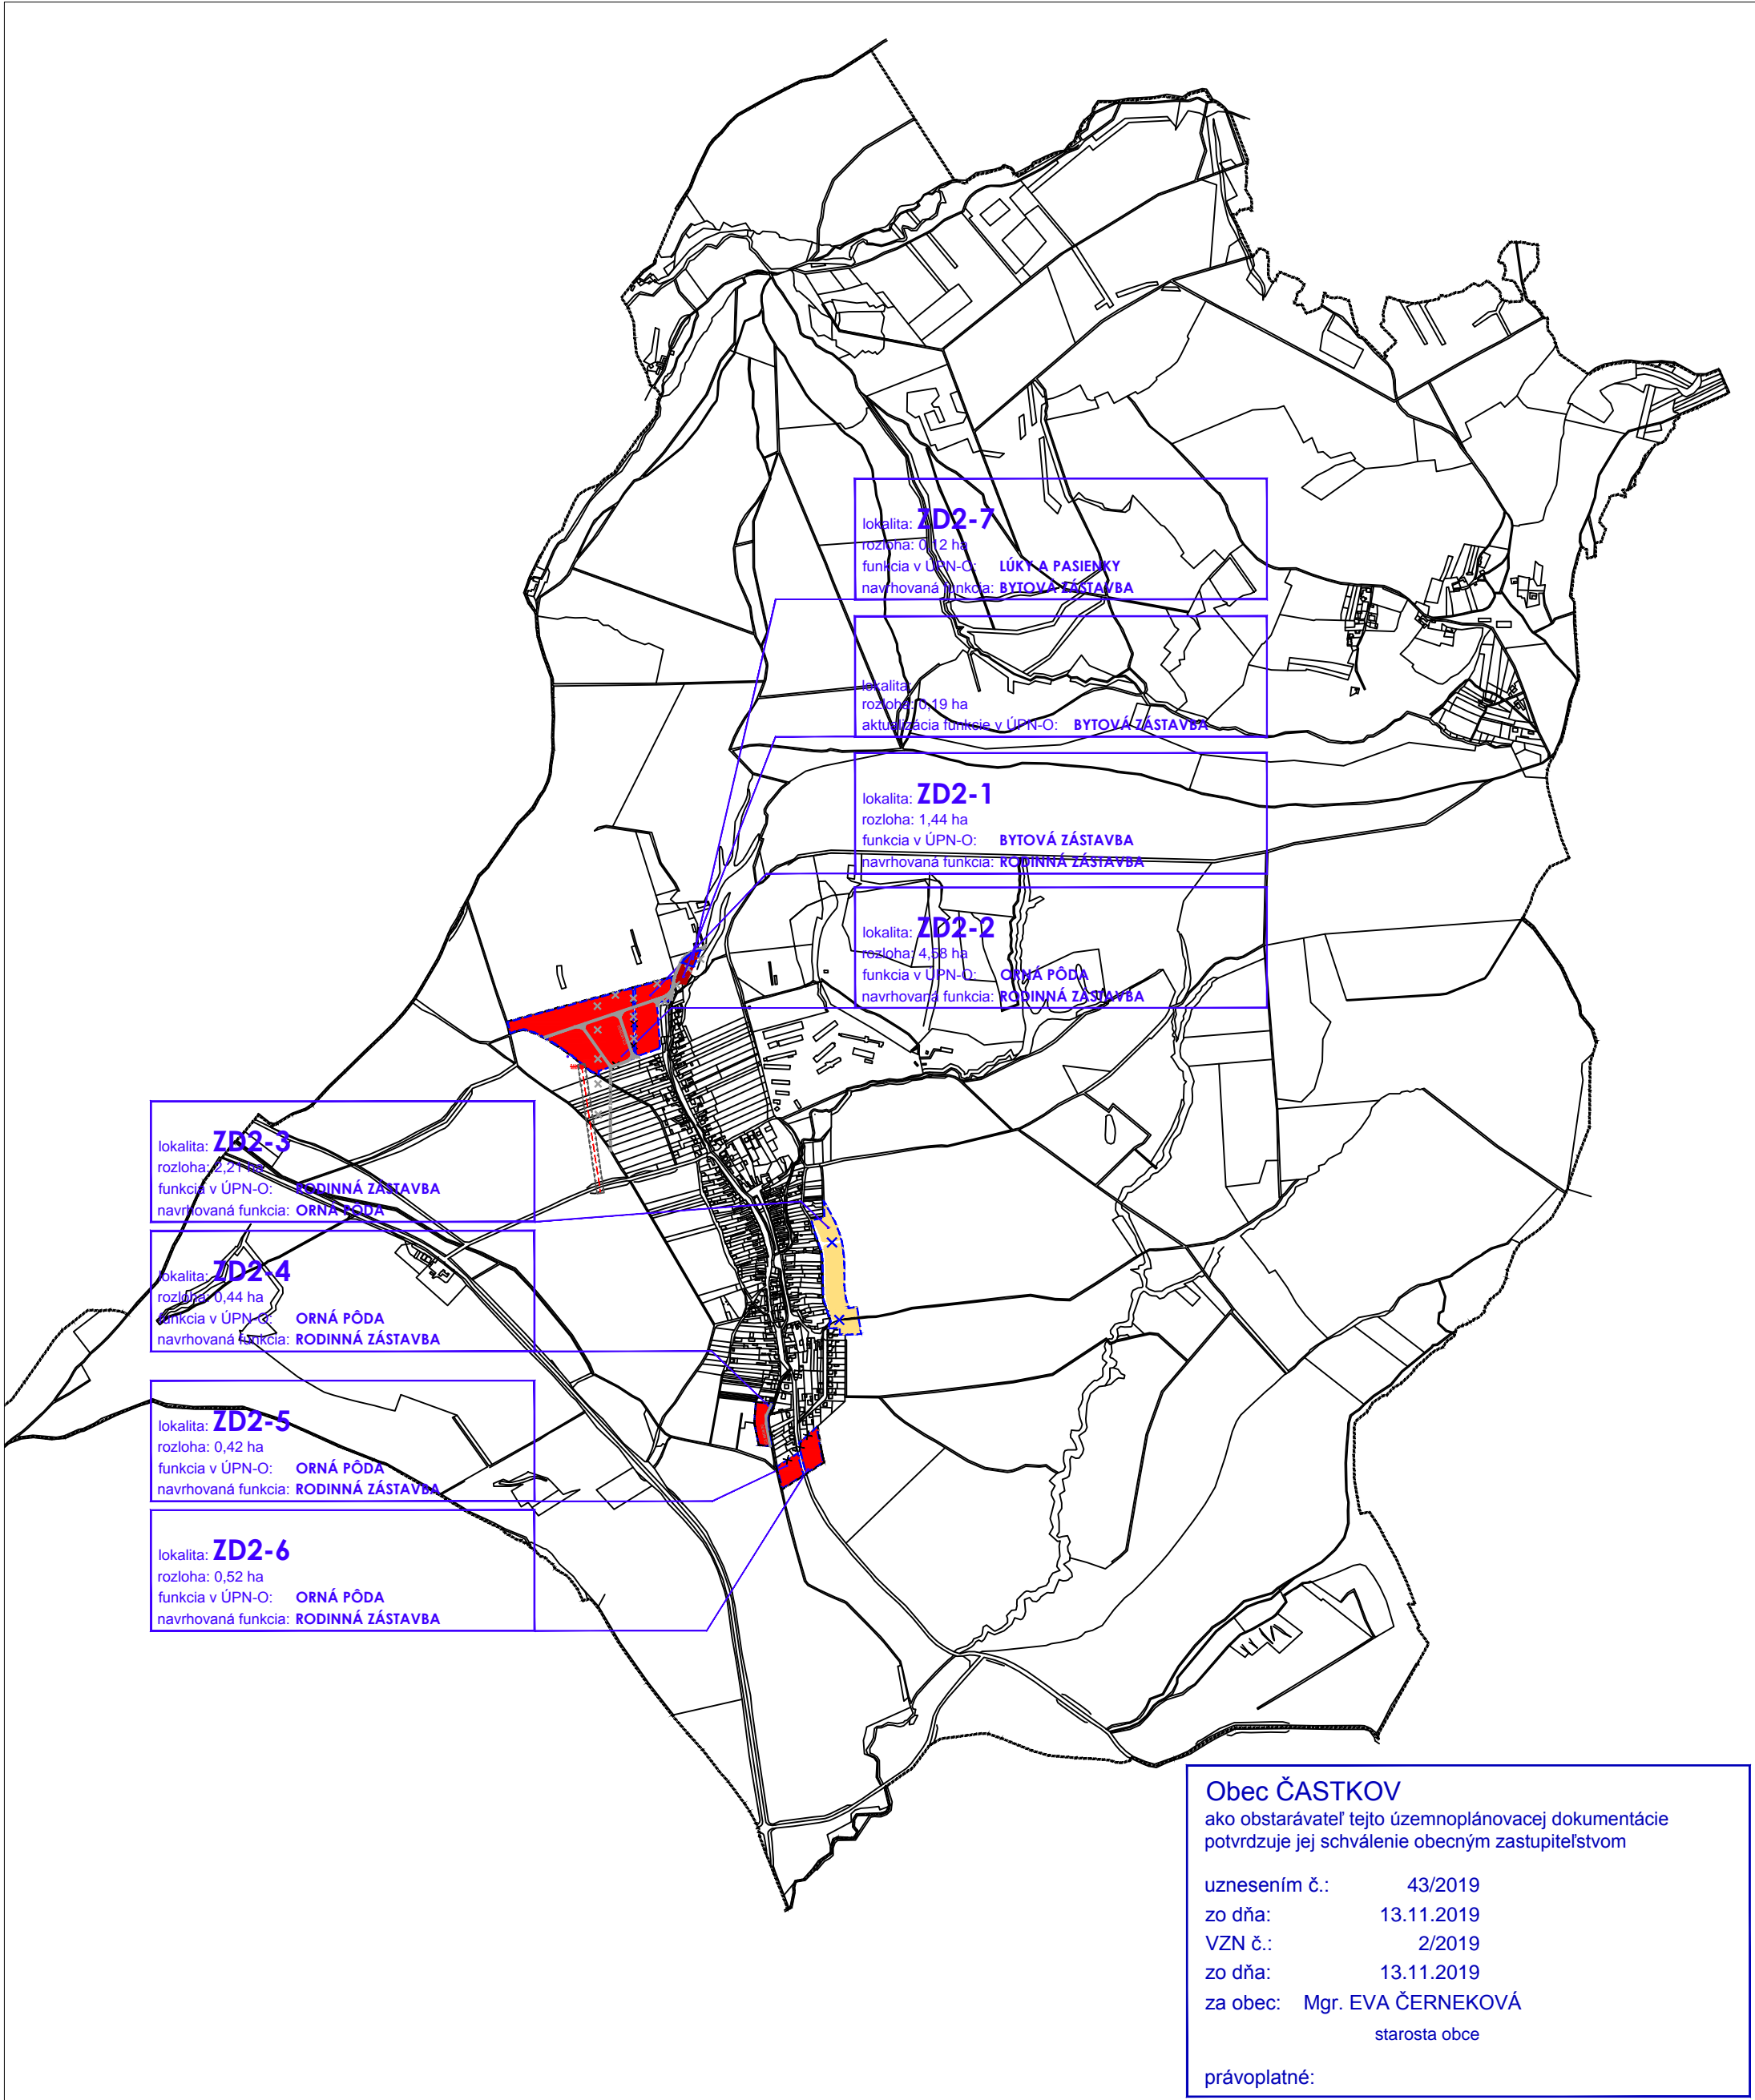 lokalita: ZD2-7
rozloha: 0,12 ha
funkcia v ÚPN-O: LÚKY A PASIENKY
navrhovaná funkcia: BYTOVÁ ZÁSTAVBA
lokalita:
rozloha: 0,19 ha
aktualizácia funkcie v ÚPN-O: BYTOVÁ ZÁSTAVBA
lokalita: ZD2-1
rozloha: 1,44 ha
funkcia v ÚPN-O: BYTOVÁ ZÁSTAVBA
navrhovaná funkcia: RODINNÁ ZÁSTAVBA
lokalita: ZD2-2
rozloha: 4,58 ha
funkcia v ÚPN-O: ORNÁ PÔDA
navrhovaná funkcia: RODINNÁ ZÁSTAVBA
lokalita: ZD2-3
rozloha: 2,21 ha
funkcia v ÚPN-O: RODINNÁ ZÁSTAVBA
navrhovaná funkcia: ORNÁ PÔDA
lokalita: ZD2-4
rozloha: 0,44 ha
funkcia v ÚPN-O: ORNÁ PÔDA
navrhovaná funkcia: RODINNÁ ZÁSTAVBA
lokalita: ZD2-5
rozloha: 0,42 ha
funkcia v ÚPN-O: ORNÁ PÔDA
navrhovaná funkcia: RODINNÁ ZÁSTAVBA
lokalita: ZD2-6
rozloha: 0,52 ha
funkcia v ÚPN-O: ORNÁ PÔDA
navrhovaná funkcia: RODINNÁ ZÁSTAVBA
Obec ČASTKOV
ako obstarávateľ tejto územnoplánovacej dokumentácie
potvrdzuje jej schválenie obecným zastupiteľstvom
uznesením č.: 43/2019
zo dňa: 13.11.2019
VZN č.: 2/2019
zo dňa: 13.11.2019
za obec: Mgr. EVA ČERNEKOVÁ
starosta obce
právoplatné: